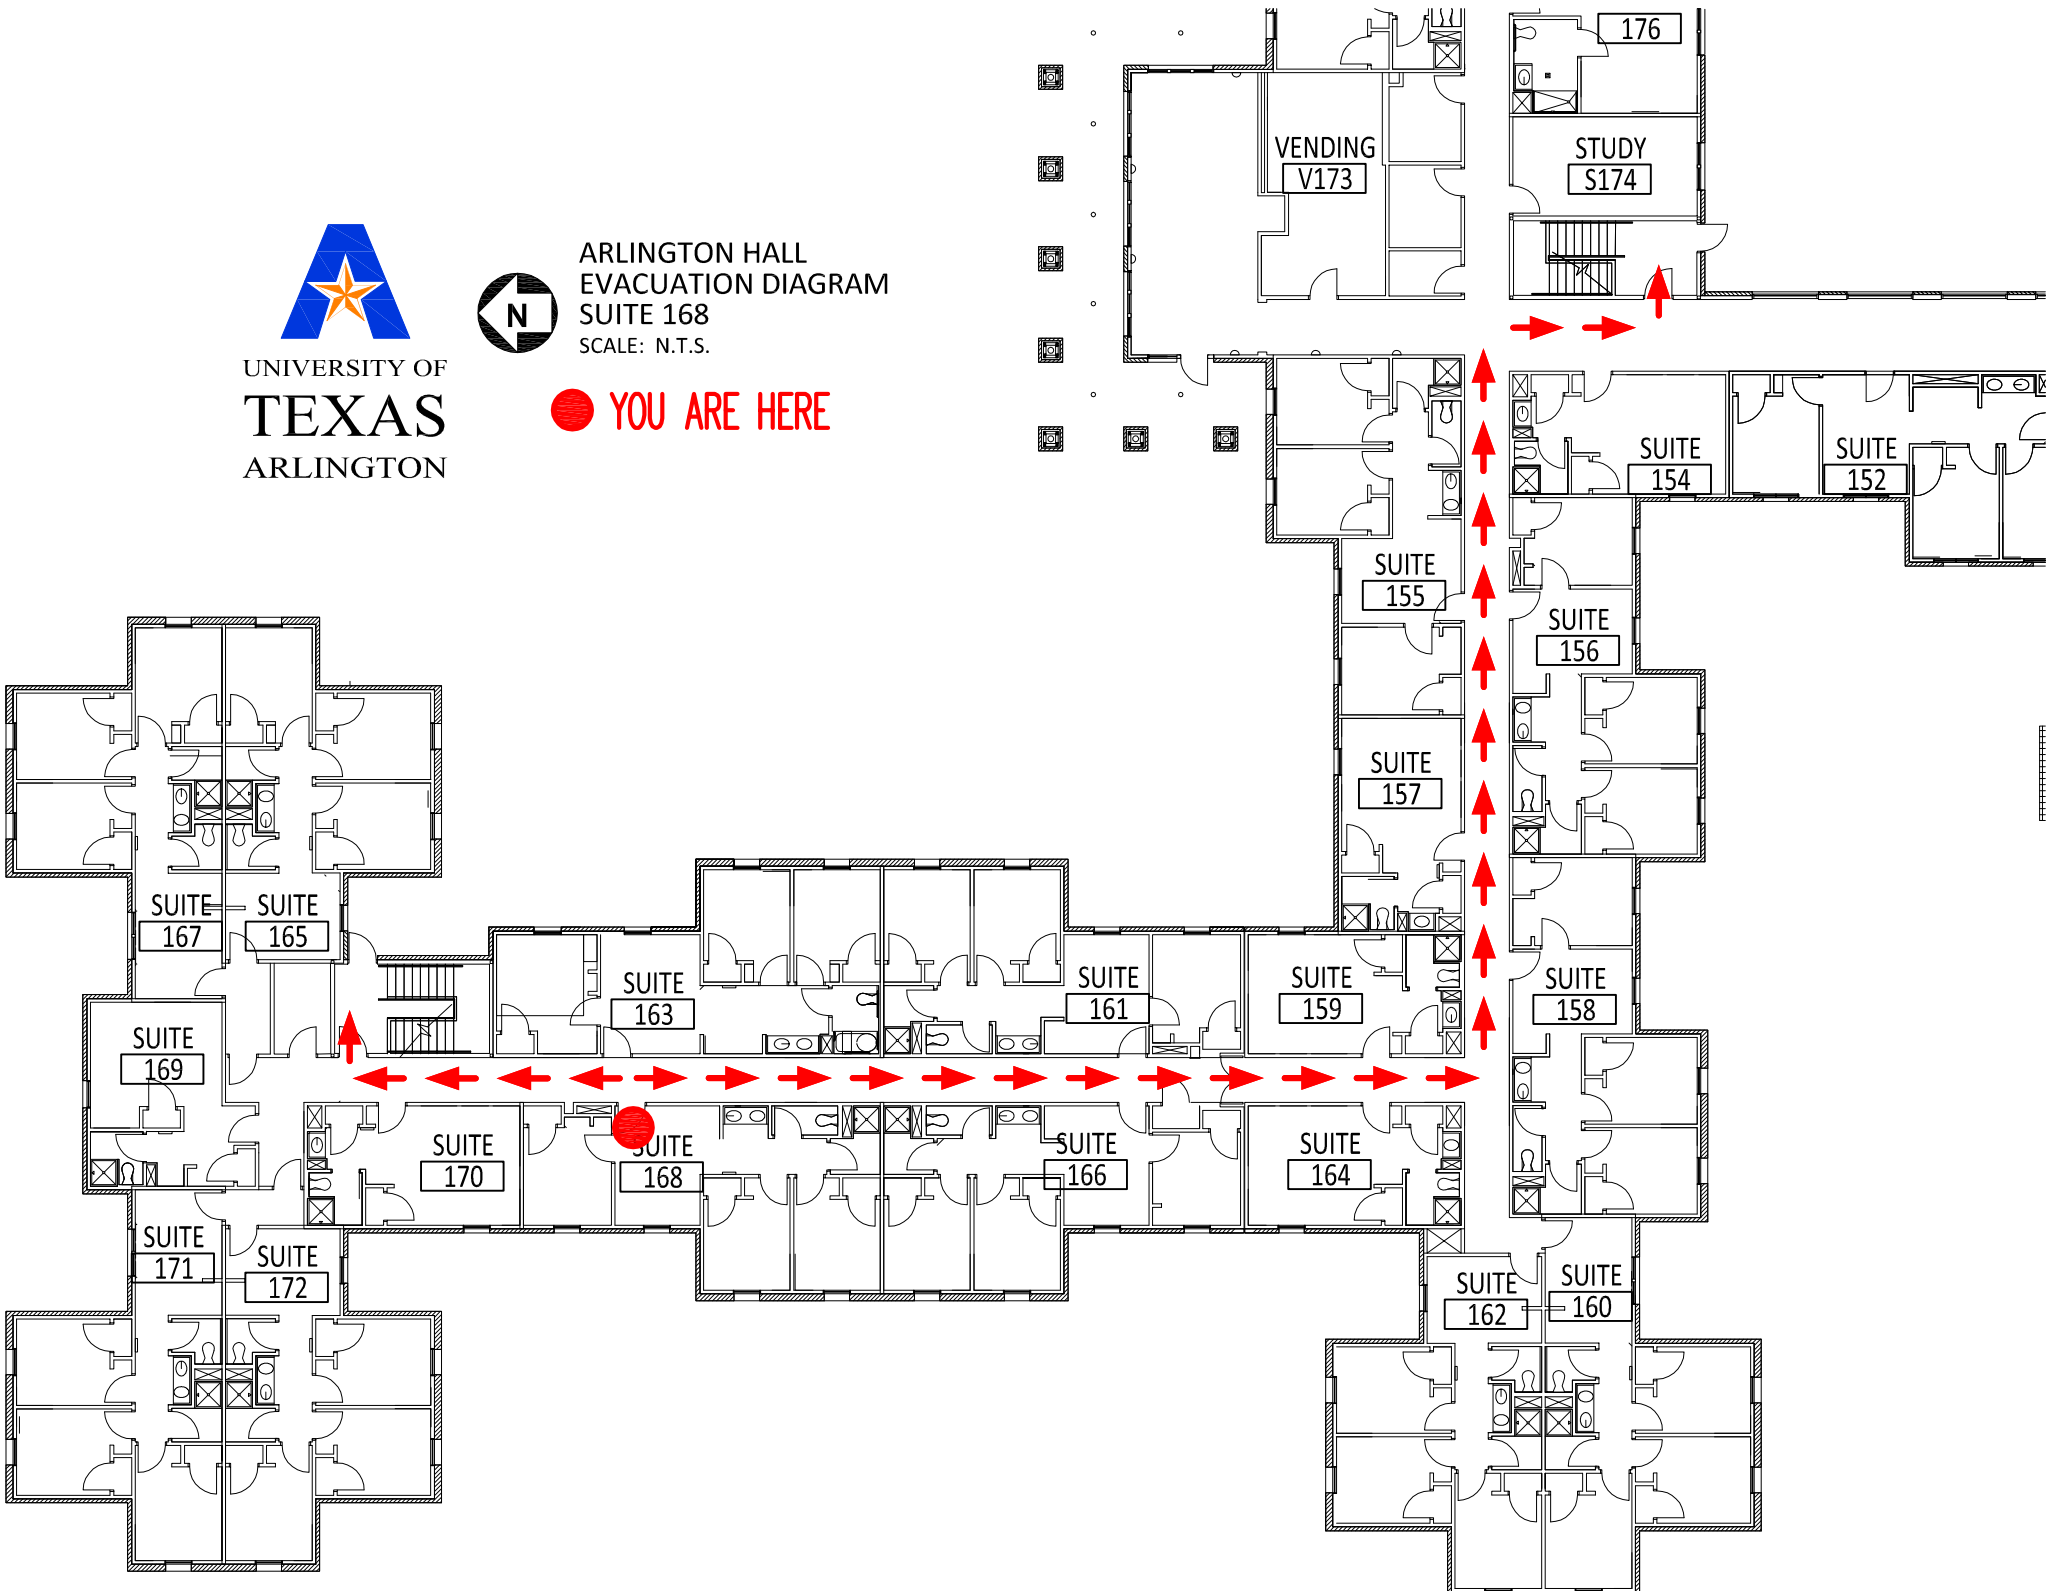 176
VENDING
V173
STUDY
S174
ARLINGTON HALL
EVACUATION DIAGRAM
SUITE 168
SCALE: N.T.S.
N
UNIVERSITY OF
TEXAS
ARLINGTON
YOU ARE HERE
SUITE
154
SUITE
152
SUITE
155
SUITE
156
SUITE
157
SUITE
167
SUITE
165
SUITE
163
SUITE
161
SUITE
159
SUITE
158
SUITE
169
SUITE
170
SUITE
168
SUITE
166
SUITE
164
SUITE
171
SUITE
172
SUITE
162
SUITE
160